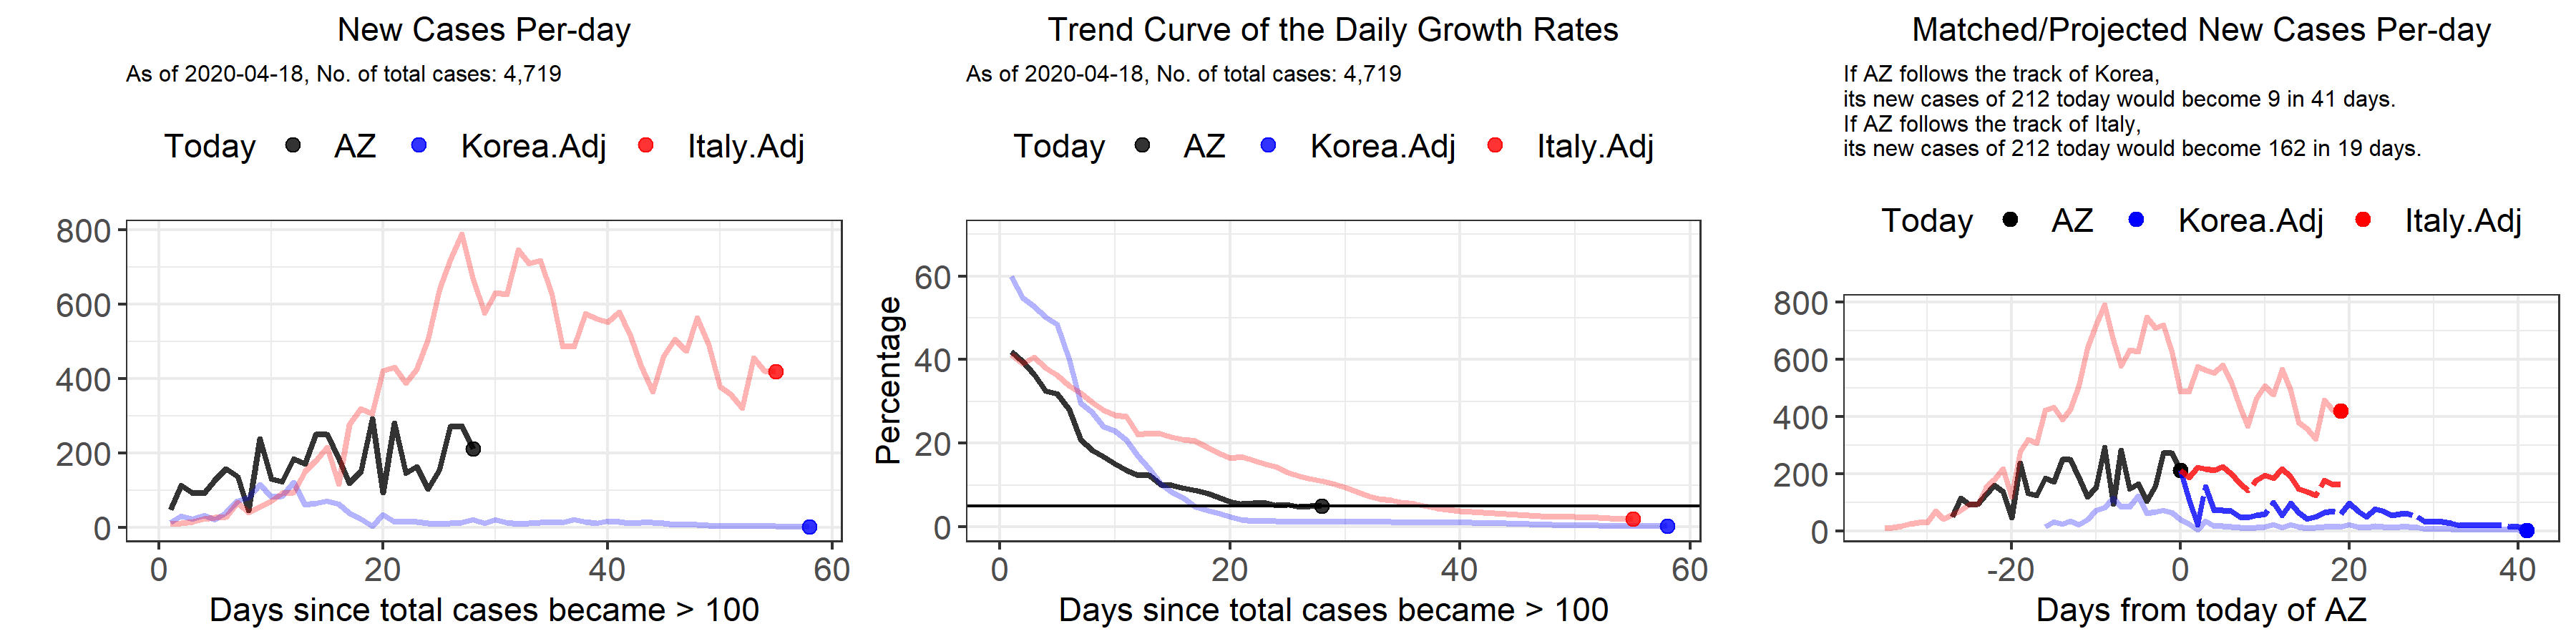 New Cases Per-day
As of 2020-04-18, No. of total cases: 4,719
Today AZ Korea.Adj Italy.Adj
800
600
400
200
0
0 20 40 60
Days since total cases became > 100
Trend Curve of the Daily Growth Rates
As of 2020-04-18, No. of total cases: 4,719
Today AZ Korea.Adj Italy.Adj
Percentage
60
40
20
0
0 20 40 60
Days since total cases became > 100
Matched/Projected New Cases Per-day
If AZ follows the track of Korea,
its new cases of 212 today would become 9 in 41 days.
If AZ follows the track of Italy,
its new cases of 212 today would become 162 in 19 days.
Today AZ Korea.Adj Italy.Adj
800
600
400
200
0
-20 0 20 40
Days from today of AZ